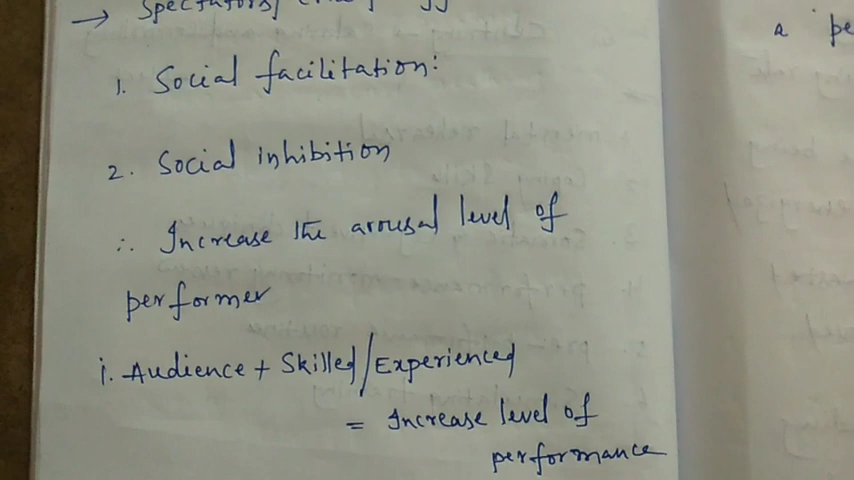 → Spectators/
1. Social facilitation:
2. Social inhibition
∴ Increase the arousal level of
performer
i. Audience + Skilled/Experienced
= Increase level of
performance
a